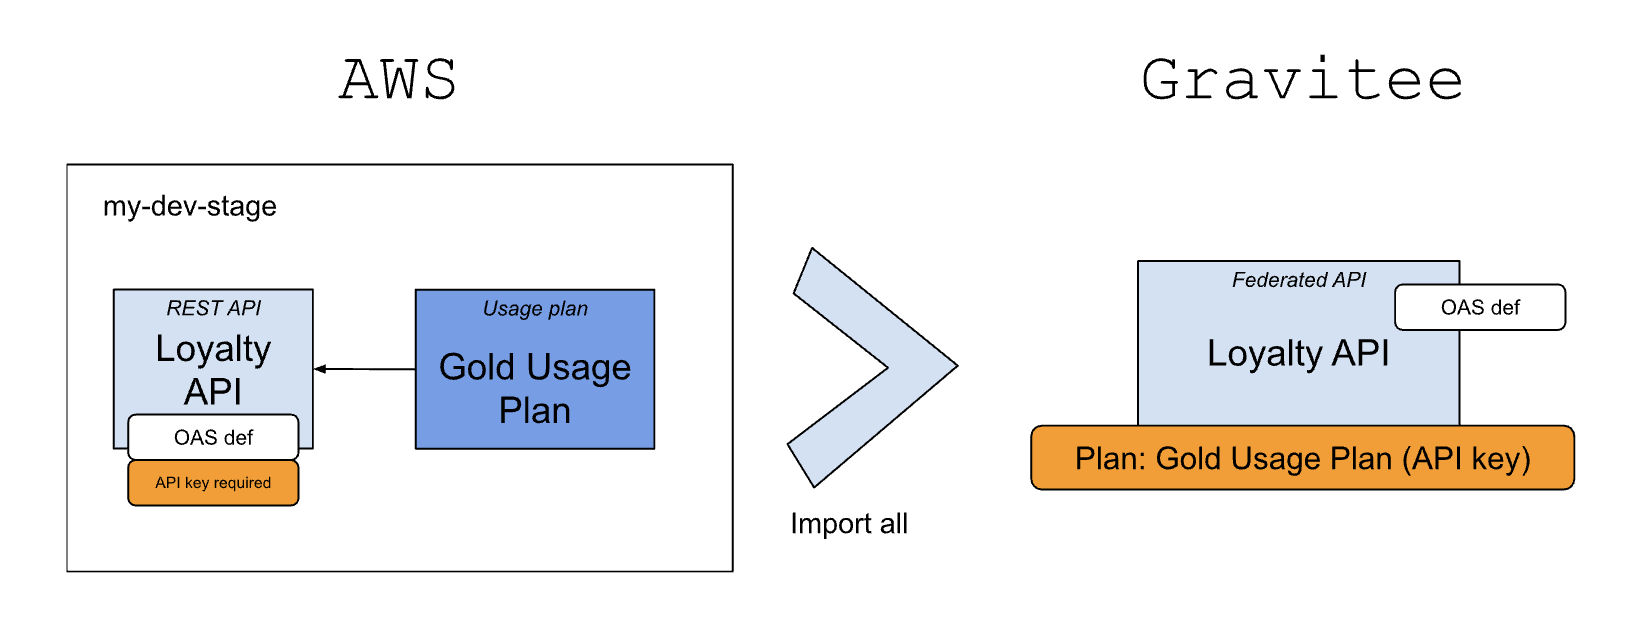 AWS
Gravitee
my-dev-stage
REST API
Loyalty
API
OAS def
API key required
Usage plan
Gold Usage
Plan
Import all
Federated API
OAS def
Loyalty API
Plan: Gold Usage Plan (API key)